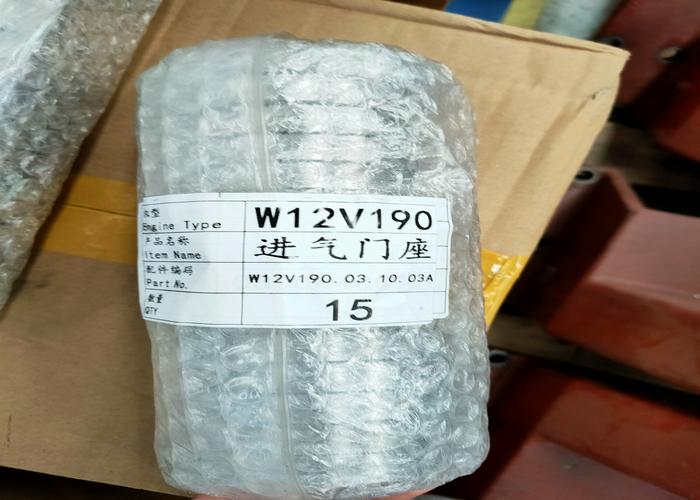 机型
Engine Type
W12V190
产品名称
Item Name
进气门座
配件编码
Part No.
W12V190.03.10.03A
数量
QTY
15